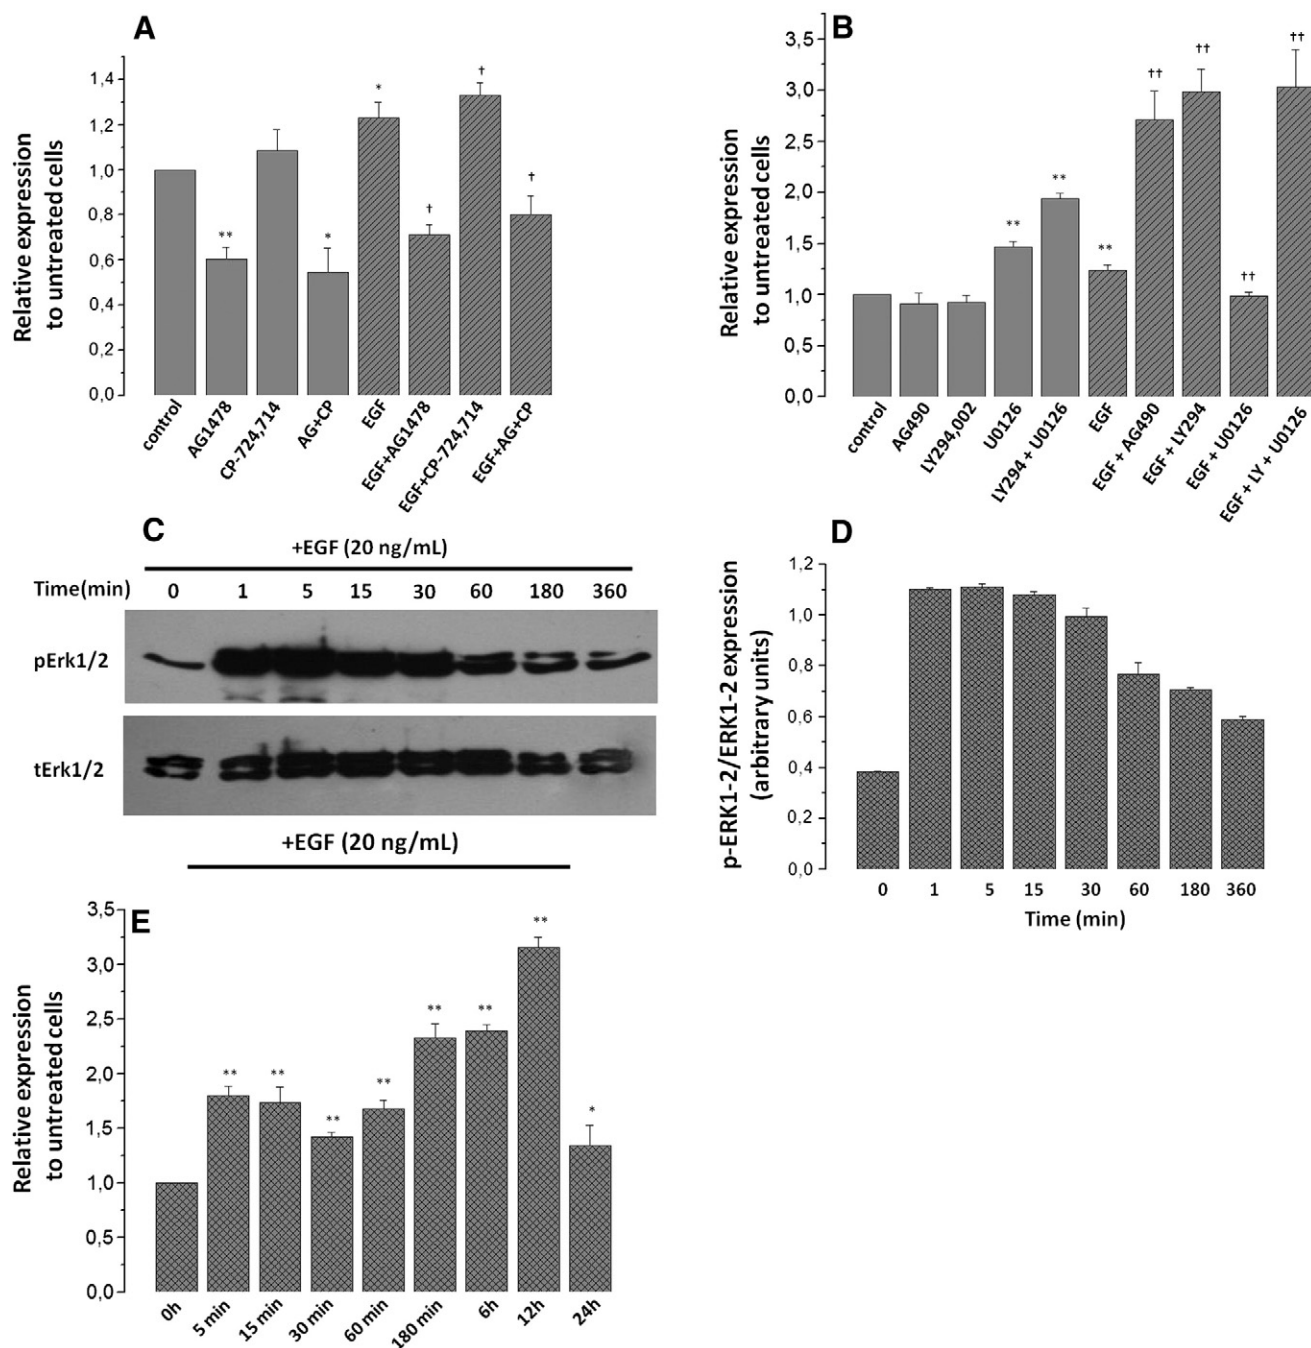 A
Relative expression
to untreated cells
1,4
1,2
1,0
0,8
0,6
0,4
0,2
0,0
**
*
*
†
†
†
control
AG1478
CP-724,714
AG+CP
EGF
EGF+AG1478
EGF+CP-724,714
EGF+AG+CP
B
Relative expression
to untreated cells
3,5
3,0
2,5
2,0
1,5
1,0
0,5
0,0
**
**
**
††
††
††
††
control
AG490
LY294,002
U0126
LY294 + U0126
EGF
EGF + AG490
EGF + LY294
EGF + U0126
EGF + LY + U0126
C
+EGF (20 ng/mL)
Time(min) 0 1 5 15 30 60 180 360
pErk1/2
tErk1/2
D
p-ERK1-2/ERK1-2 expression
(arbitrary units)
1,2
1,0
0,8
0,6
0,4
0,2
0,0
0 1 5 15 30 60 180 360
Time (min)
+EGF (20 ng/mL)
E
Relative expression
to untreated cells
3,5
3,0
2,5
2,0
1,5
1,0
0,5
0,0
**
**
**
**
**
**
**
*
0h
5 min
15 min
30 min
60 min
180 min
6h
12h
24h